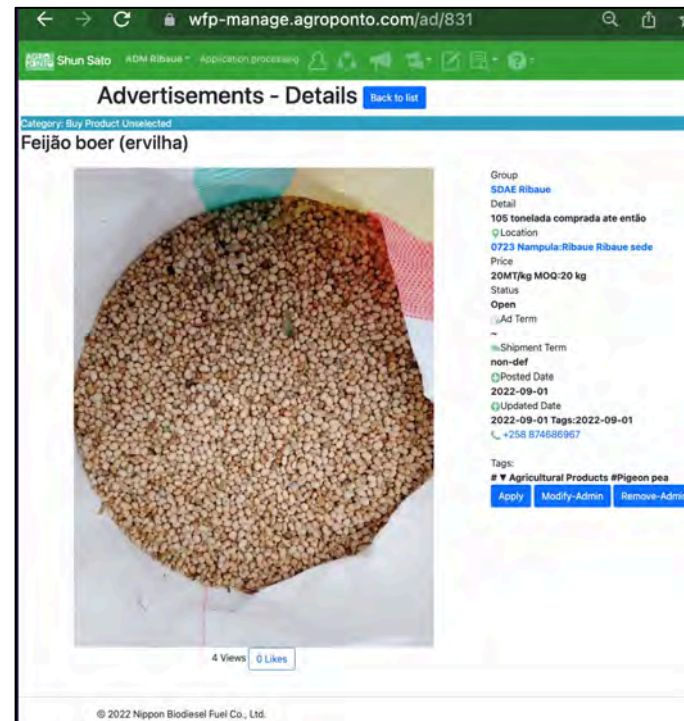 wfp-manage.agroponto.com/ad/831
AGRO PONTO Shun Sato ADM Ribaue Application processing
Advertisements - Details Back to list
Category: Buy Product Unselected
Feijão boer (ervilha)
Group
SDAE Ribaue
Detail
105 tonelada comprada ate então
Location
0723 Nampula:Ribaue Ribaue sede
Price
20MT/kg MOQ:20 kg
Status
Open
Ad Term
~
Shipment Term
non-def
Posted Date
2022-09-01
Updated Date
2022-09-01 Tags:2022-09-01
+258 874686967
Tags:
# ▼ Agricultural Products #Pigeon pea
Apply Modify-Admin Remove-Admin
4 Views 0 Likes
© 2022 Nippon Biodiesel Fuel Co., Ltd.